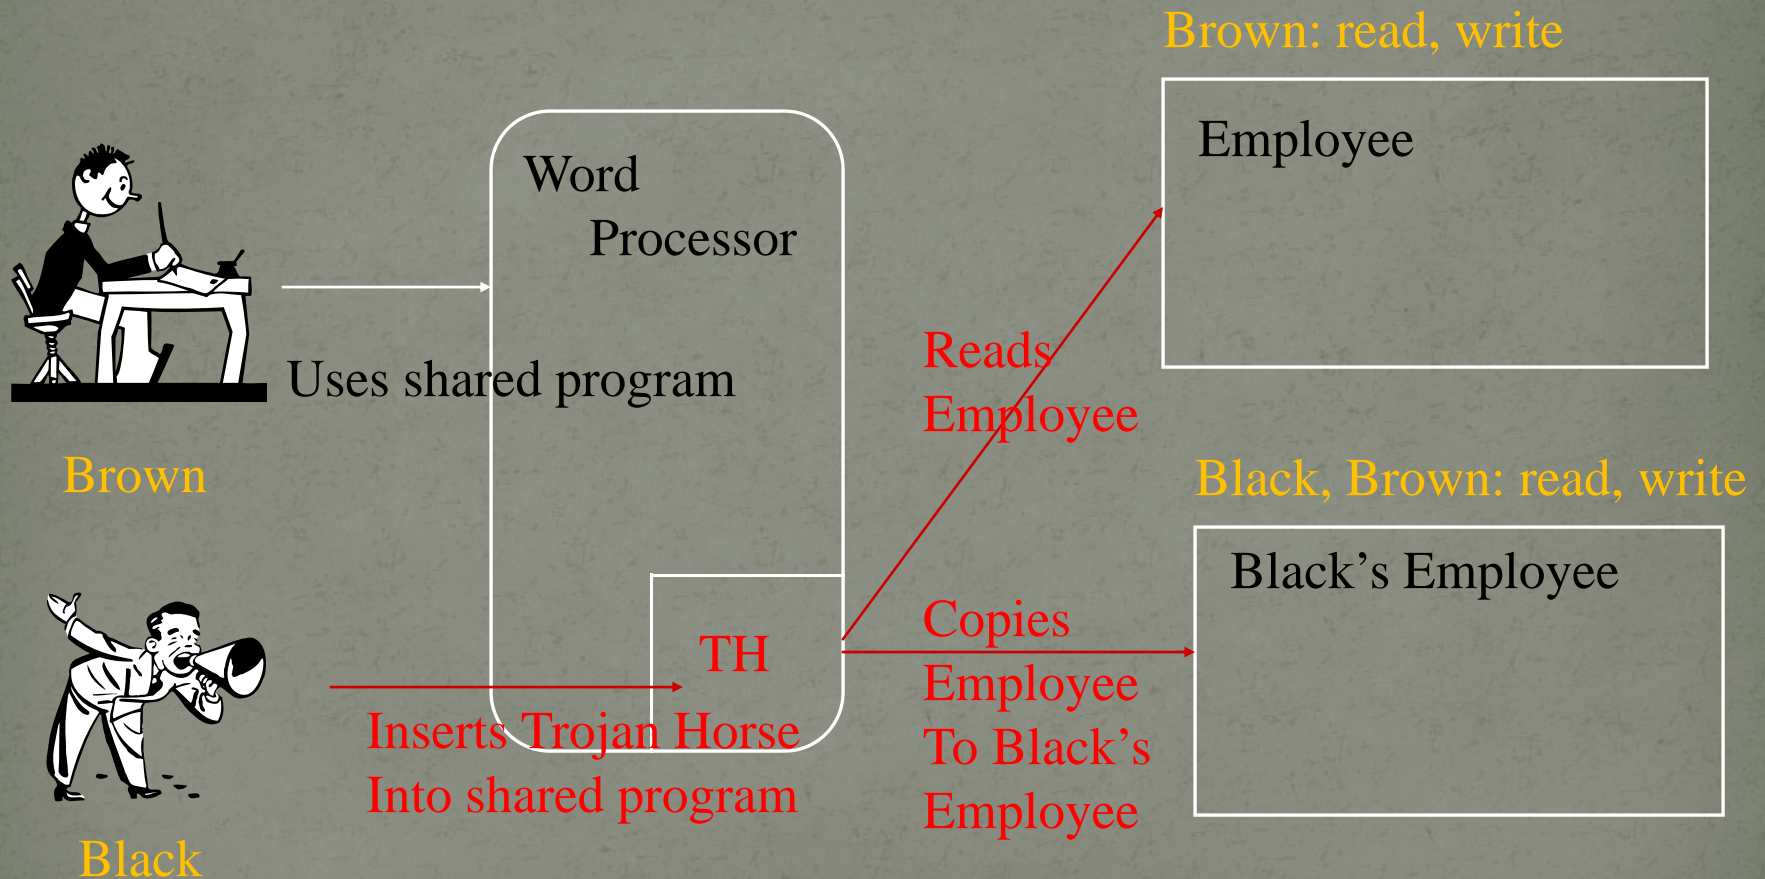 Brown: read, write
Employee
Word
Processor
Uses shared program
Reads
Employee
Brown
Black, Brown: read, write
Black’s Employee
TH
Copies
Employee
To Black’s
Employee
Inserts Trojan Horse
Into shared program
Black